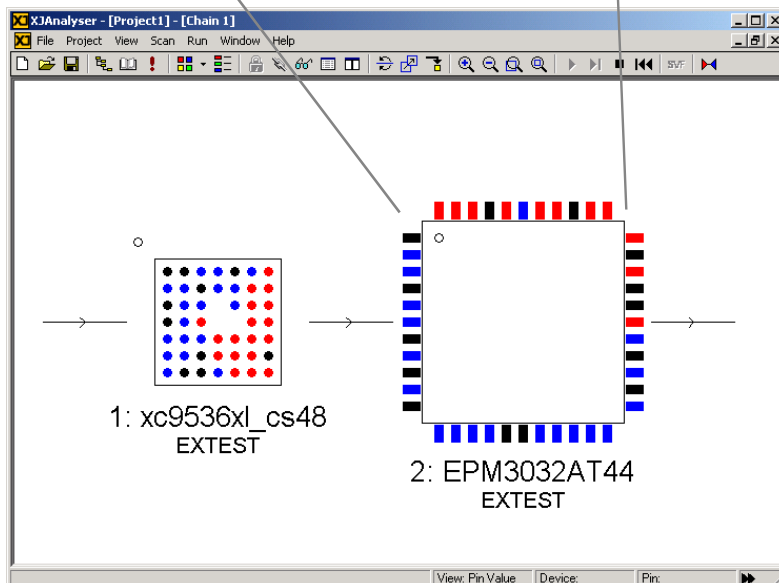 XJAnalyser - [Project1] - [Chain 1]
File Project View Scan Run Window Help
SVF
1: xc9536xl_cs48
EXTEST
2: EPM3032AT44
EXTEST
View: Pin Value Device: Pin: